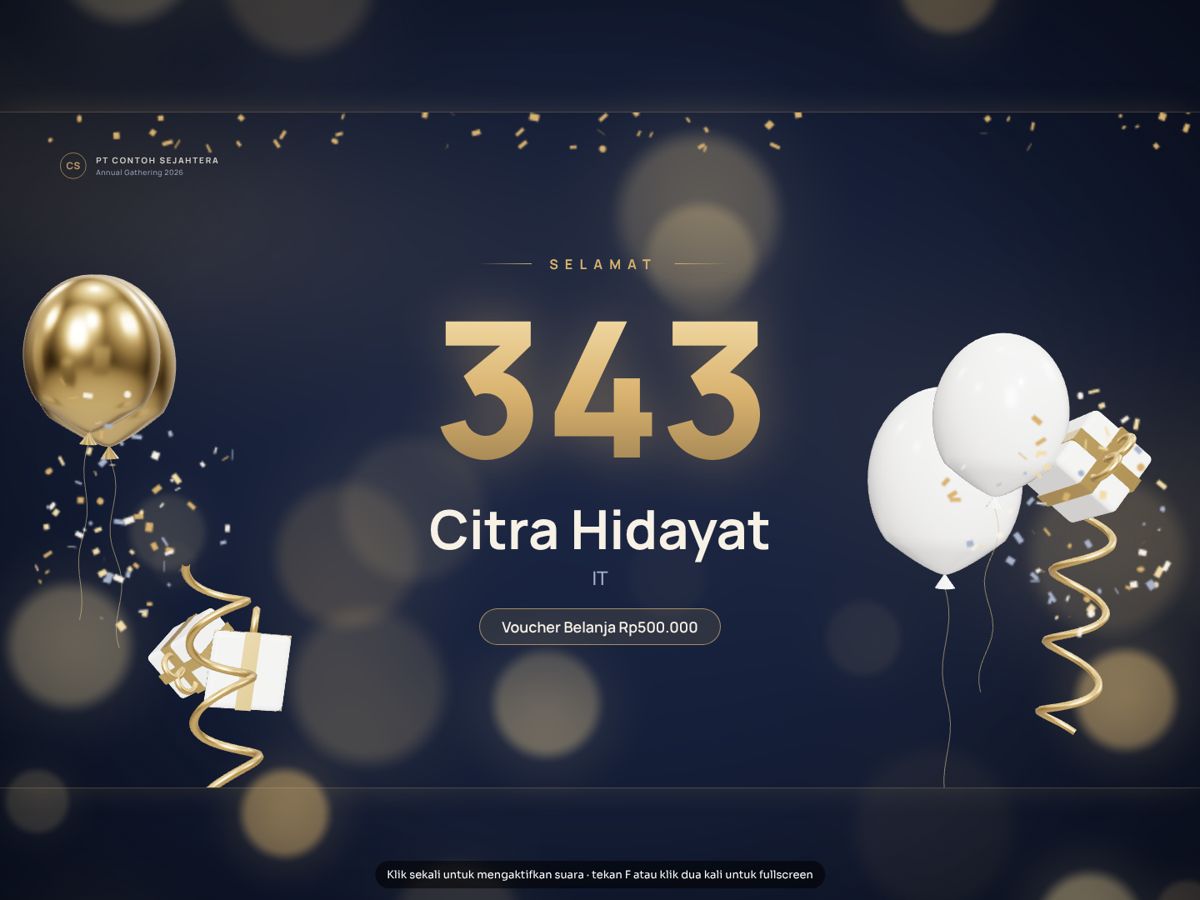 CS
PT CONTOH SEJAHTERA
Annual Gathering 2026
SELAMAT
343
Citra Hidayat
IT
Voucher Belanja Rp500.000
Klik sekali untuk mengaktifkan suara · tekan F atau klik dua kali untuk fullscreen